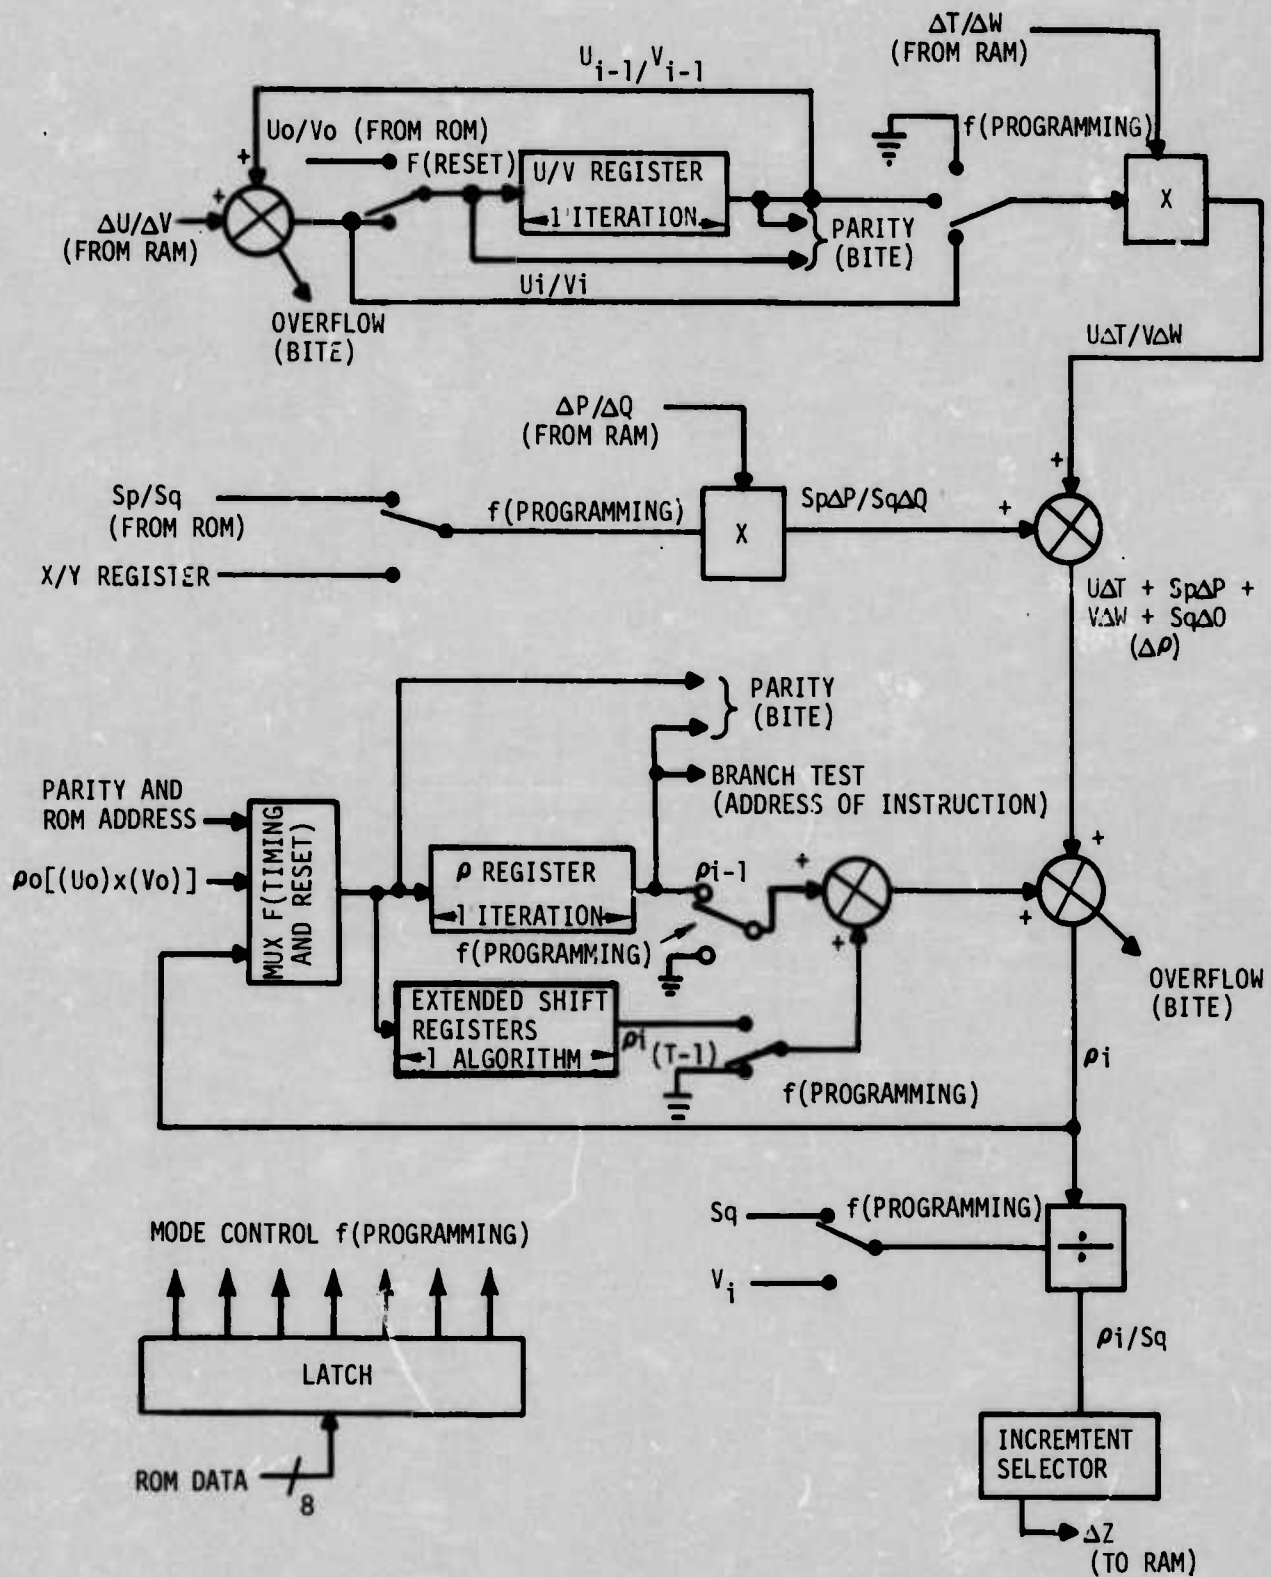 ΔT/ΔW
(FROM RAM)
Ui-1/Vi-1
Uo/Vo (FROM ROM)
f(PROGRAMMING)
+
F(RESET)
U/V REGISTER
1 ITERATION
X
+
ΔU/ΔV
(FROM RAM)
PARITY
(BITE)
Ui/Vi
OVERFLOW
(BITE)
UΔT/VΔW
ΔP/ΔQ
(FROM RAM)
+
Sp/Sq
(FROM ROM)
f(PROGRAMMING)
X
SpΔP/SqΔQ
+
X/Y REGISTER
UΔT + SpΔP +
VΔW + SqΔO
(Δρ)
PARITY
(BITE)
BRANCH TEST
(ADDRESS OF INSTRUCTION)
PARITY AND
ROM ADDRESS
ρo[(Uo)x(Vo)]
MUX F(TIMING
AND RESET)
ρ REGISTER
1 ITERATION
ρi-1
+
+
+
+
f(PROGRAMMING)
OVERFLOW
(BITE)
EXTENDED SHIFT
REGISTERS
1 ALGORITHM
ρi (T-1)
f(PROGRAMMING)
ρi
Sq
f(PROGRAMMING)
÷
Vi
MODE CONTROL f(PROGRAMMING)
LATCH
ρi/Sq
ROM DATA
8
INCREMTENT
SELECTOR
ΔZ
(TO RAM)